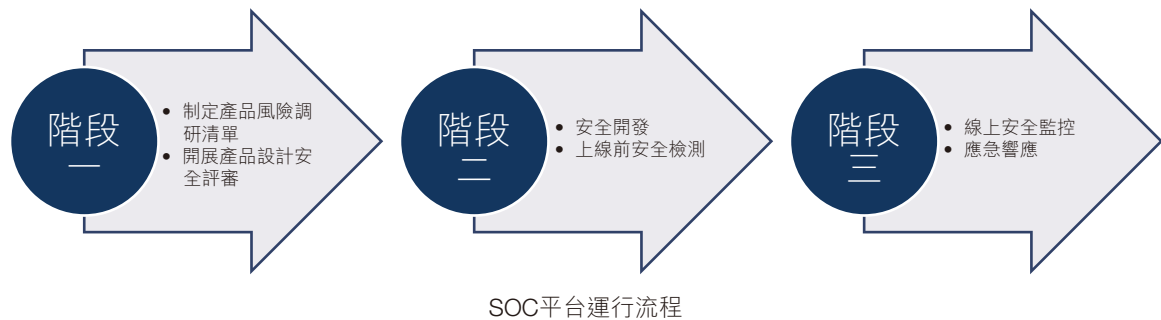 階段
一
• 制定產品風險調
研清單
• 開展產品設計安
全評審
階段
二
• 安全開發
• 上線前安全檢測
階段
三
• 線上安全監控
• 應急響應
SOC平台運行流程